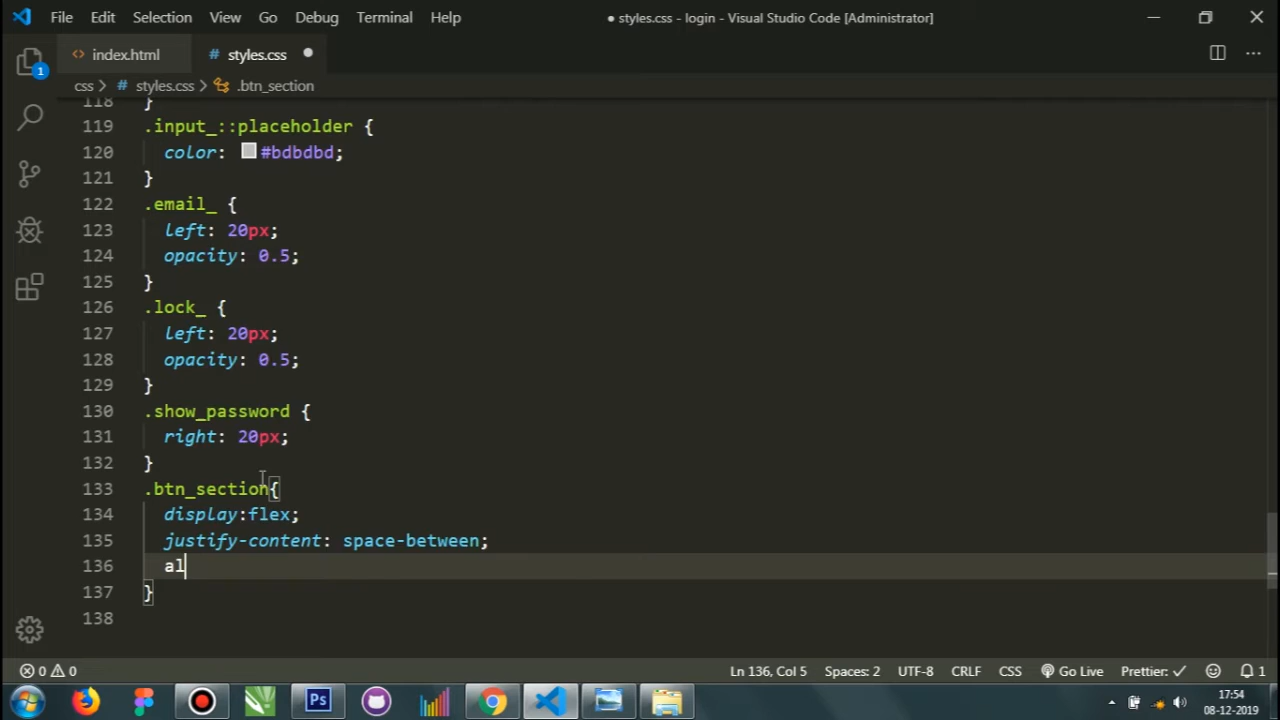 File Edit Selection View Go Debug Terminal Help
● styles.css - login - Visual Studio Code [Administrator]
<> index.html
# styles.css ●
css > # styles.css > .btn_section
118 }
119 .input_::placeholder {
120 color: #bdbdbd;
121 }
122 .email_ {
123 left: 20px;
124 opacity: 0.5;
125 }
126 .lock_ {
127 left: 20px;
128 opacity: 0.5;
129 }
130 .show_password {
131 right: 20px;
132 }
133 .btn_section{
134 display:flex;
135 justify-content: space-between;
136 al
137 }
138
1
0 0 Ln 136, Col 5 Spaces: 2 UTF-8 CRLF CSS Go Live Prettier: ✓ 1
Ps
17:54
08-12-2019